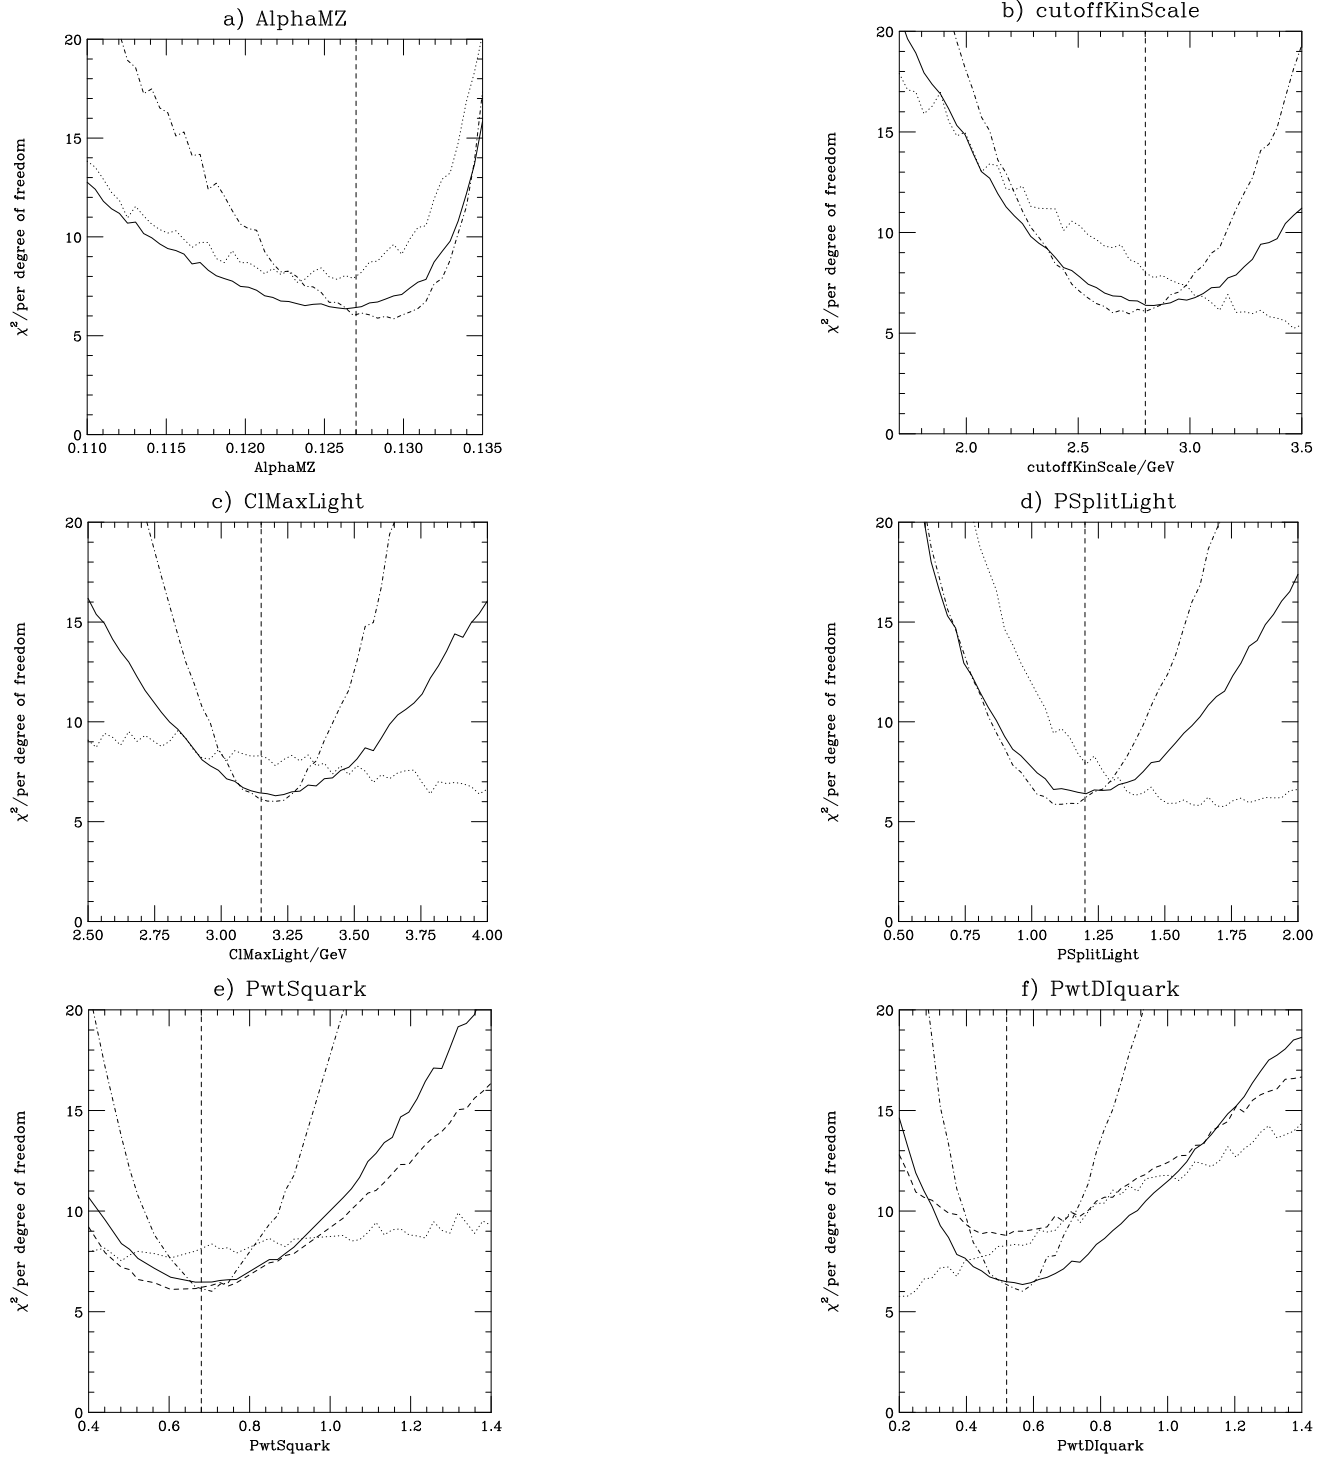 a) AlphaMZ
χ²/per degree of freedom
20
15
10
5
0
0.110 0.115 0.120 0.125 0.130 0.135
AlphaMZ
b) cutoffKinScale
χ²/per degree of freedom
20
15
10
5
0
2.0 2.5 3.0 3.5
cutoffKinScale/GeV
c) ClMaxLight
χ²/per degree of freedom
20
15
10
5
0
2.50 2.75 3.00 3.25 3.50 3.75 4.00
ClMaxLight/GeV
d) PSplitLight
χ²/per degree of freedom
20
15
10
5
0
0.50 0.75 1.00 1.25 1.50 1.75 2.00
PSplitLight
e) PwtSquark
χ²/per degree of freedom
20
15
10
5
0
0.4 0.6 0.8 1.0 1.2 1.4
PwtSquark
f) PwtDIquark
χ²/per degree of freedom
20
15
10
5
0
0.2 0.4 0.6 0.8 1.0 1.2 1.4
PwtDIquark